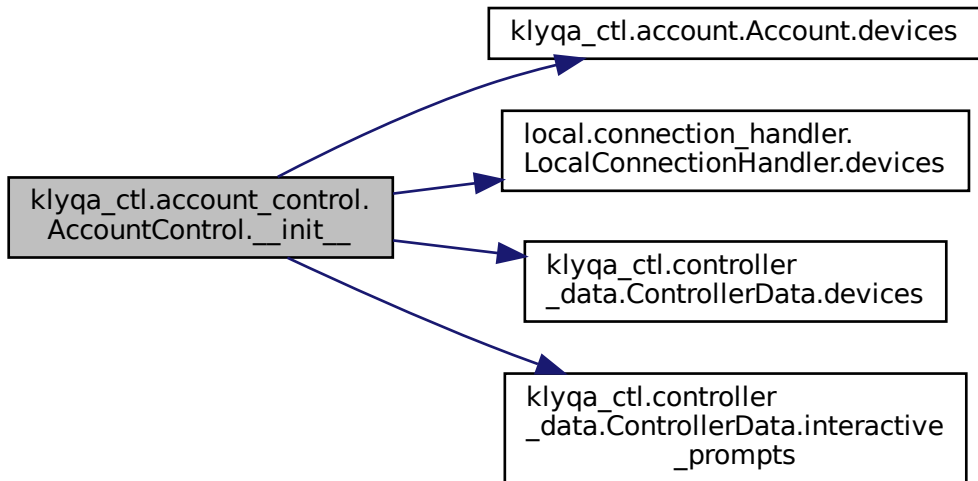 klyqa_ctl.account.Account.devices
local.connection_handler.
LocalConnectionHandler.devices
klyqa_ctl.account_control.
AccountControl.__init__
klyqa_ctl.controller
_data.ControllerData.devices
klyqa_ctl.controller
_data.ControllerData.interactive
_prompts